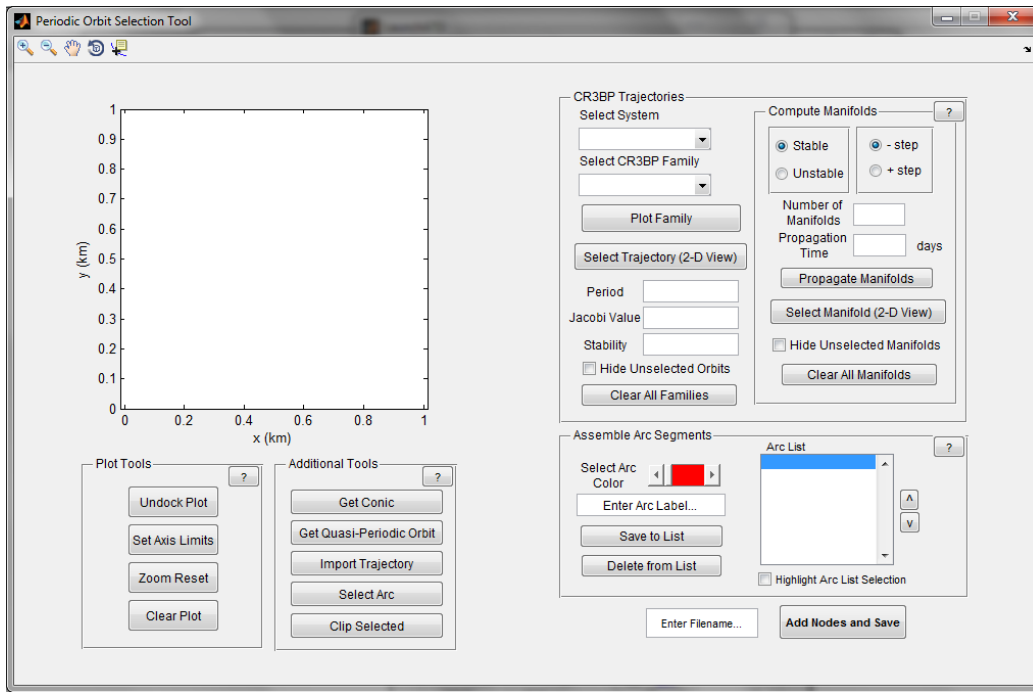 Periodic Orbit Selection Tool
1
0.9
0.8
0.7
0.6
0.5
0.4
0.3
0.2
0.1
0
y (km)
0 0.2 0.4 0.6 0.8 1
x (km)
CR3BP Trajectories
Select System
Select CR3BP Family
Plot Family
Select Trajectory (2-D View)
Period
Jacobi Value
Stability
Hide Unselected Orbits
Clear All Families
Compute Manifolds
?
Stable
Unstable
- step
+ step
Number of
Manifolds
Propagation
Time
days
Propagate Manifolds
Select Manifold (2-D View)
Hide Unselected Manifolds
Clear All Manifolds
Plot Tools
?
Undock Plot
Set Axis Limits
Zoom Reset
Clear Plot
Additional Tools
?
Get Conic
Get Quasi-Periodic Orbit
Import Trajectory
Select Arc
Clip Selected
Assemble Arc Segments
?
Select Arc
Color
Enter Arc Label...
Save to List
Delete from List
Arc List
^
v
Highlight Arc List Selection
Enter Filename...
Add Nodes and Save